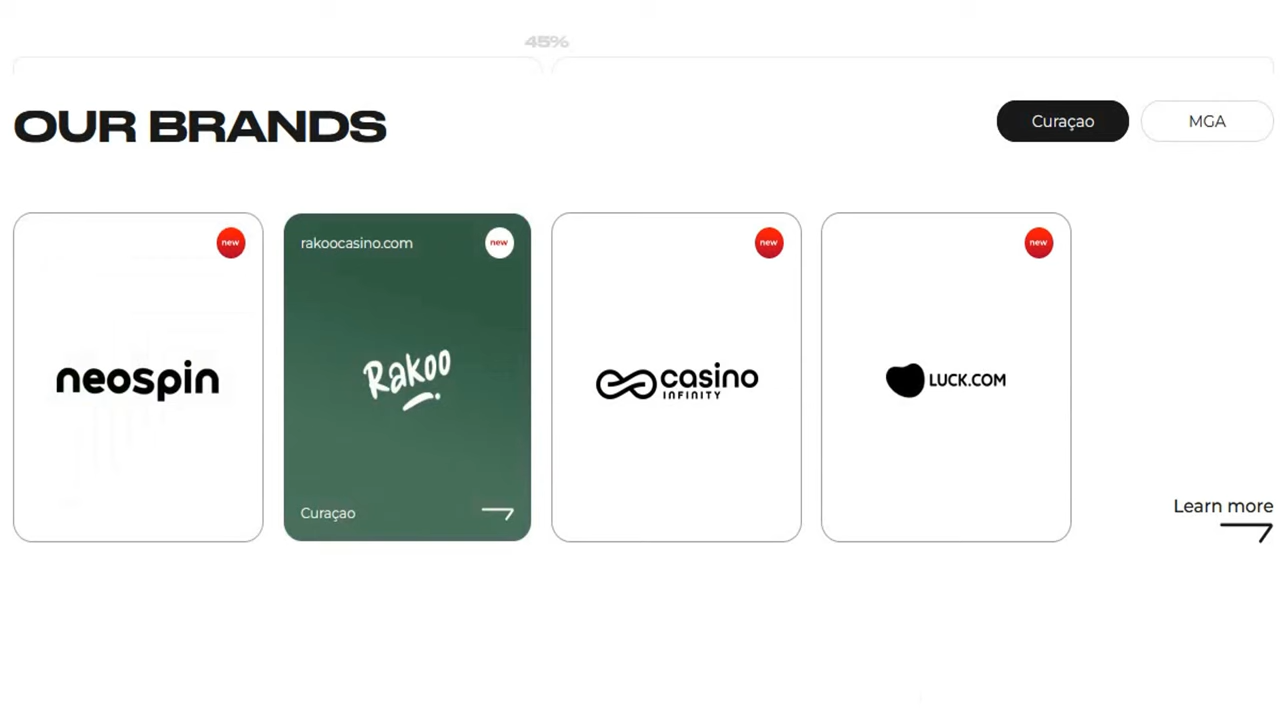 45%
OUR BRANDS
Curaçao
MGA
new
neospin
rakoocasino.com
new
Rakoo
Curaçao
new
casino
INFINITY
new
LUCK.COM
Learn more